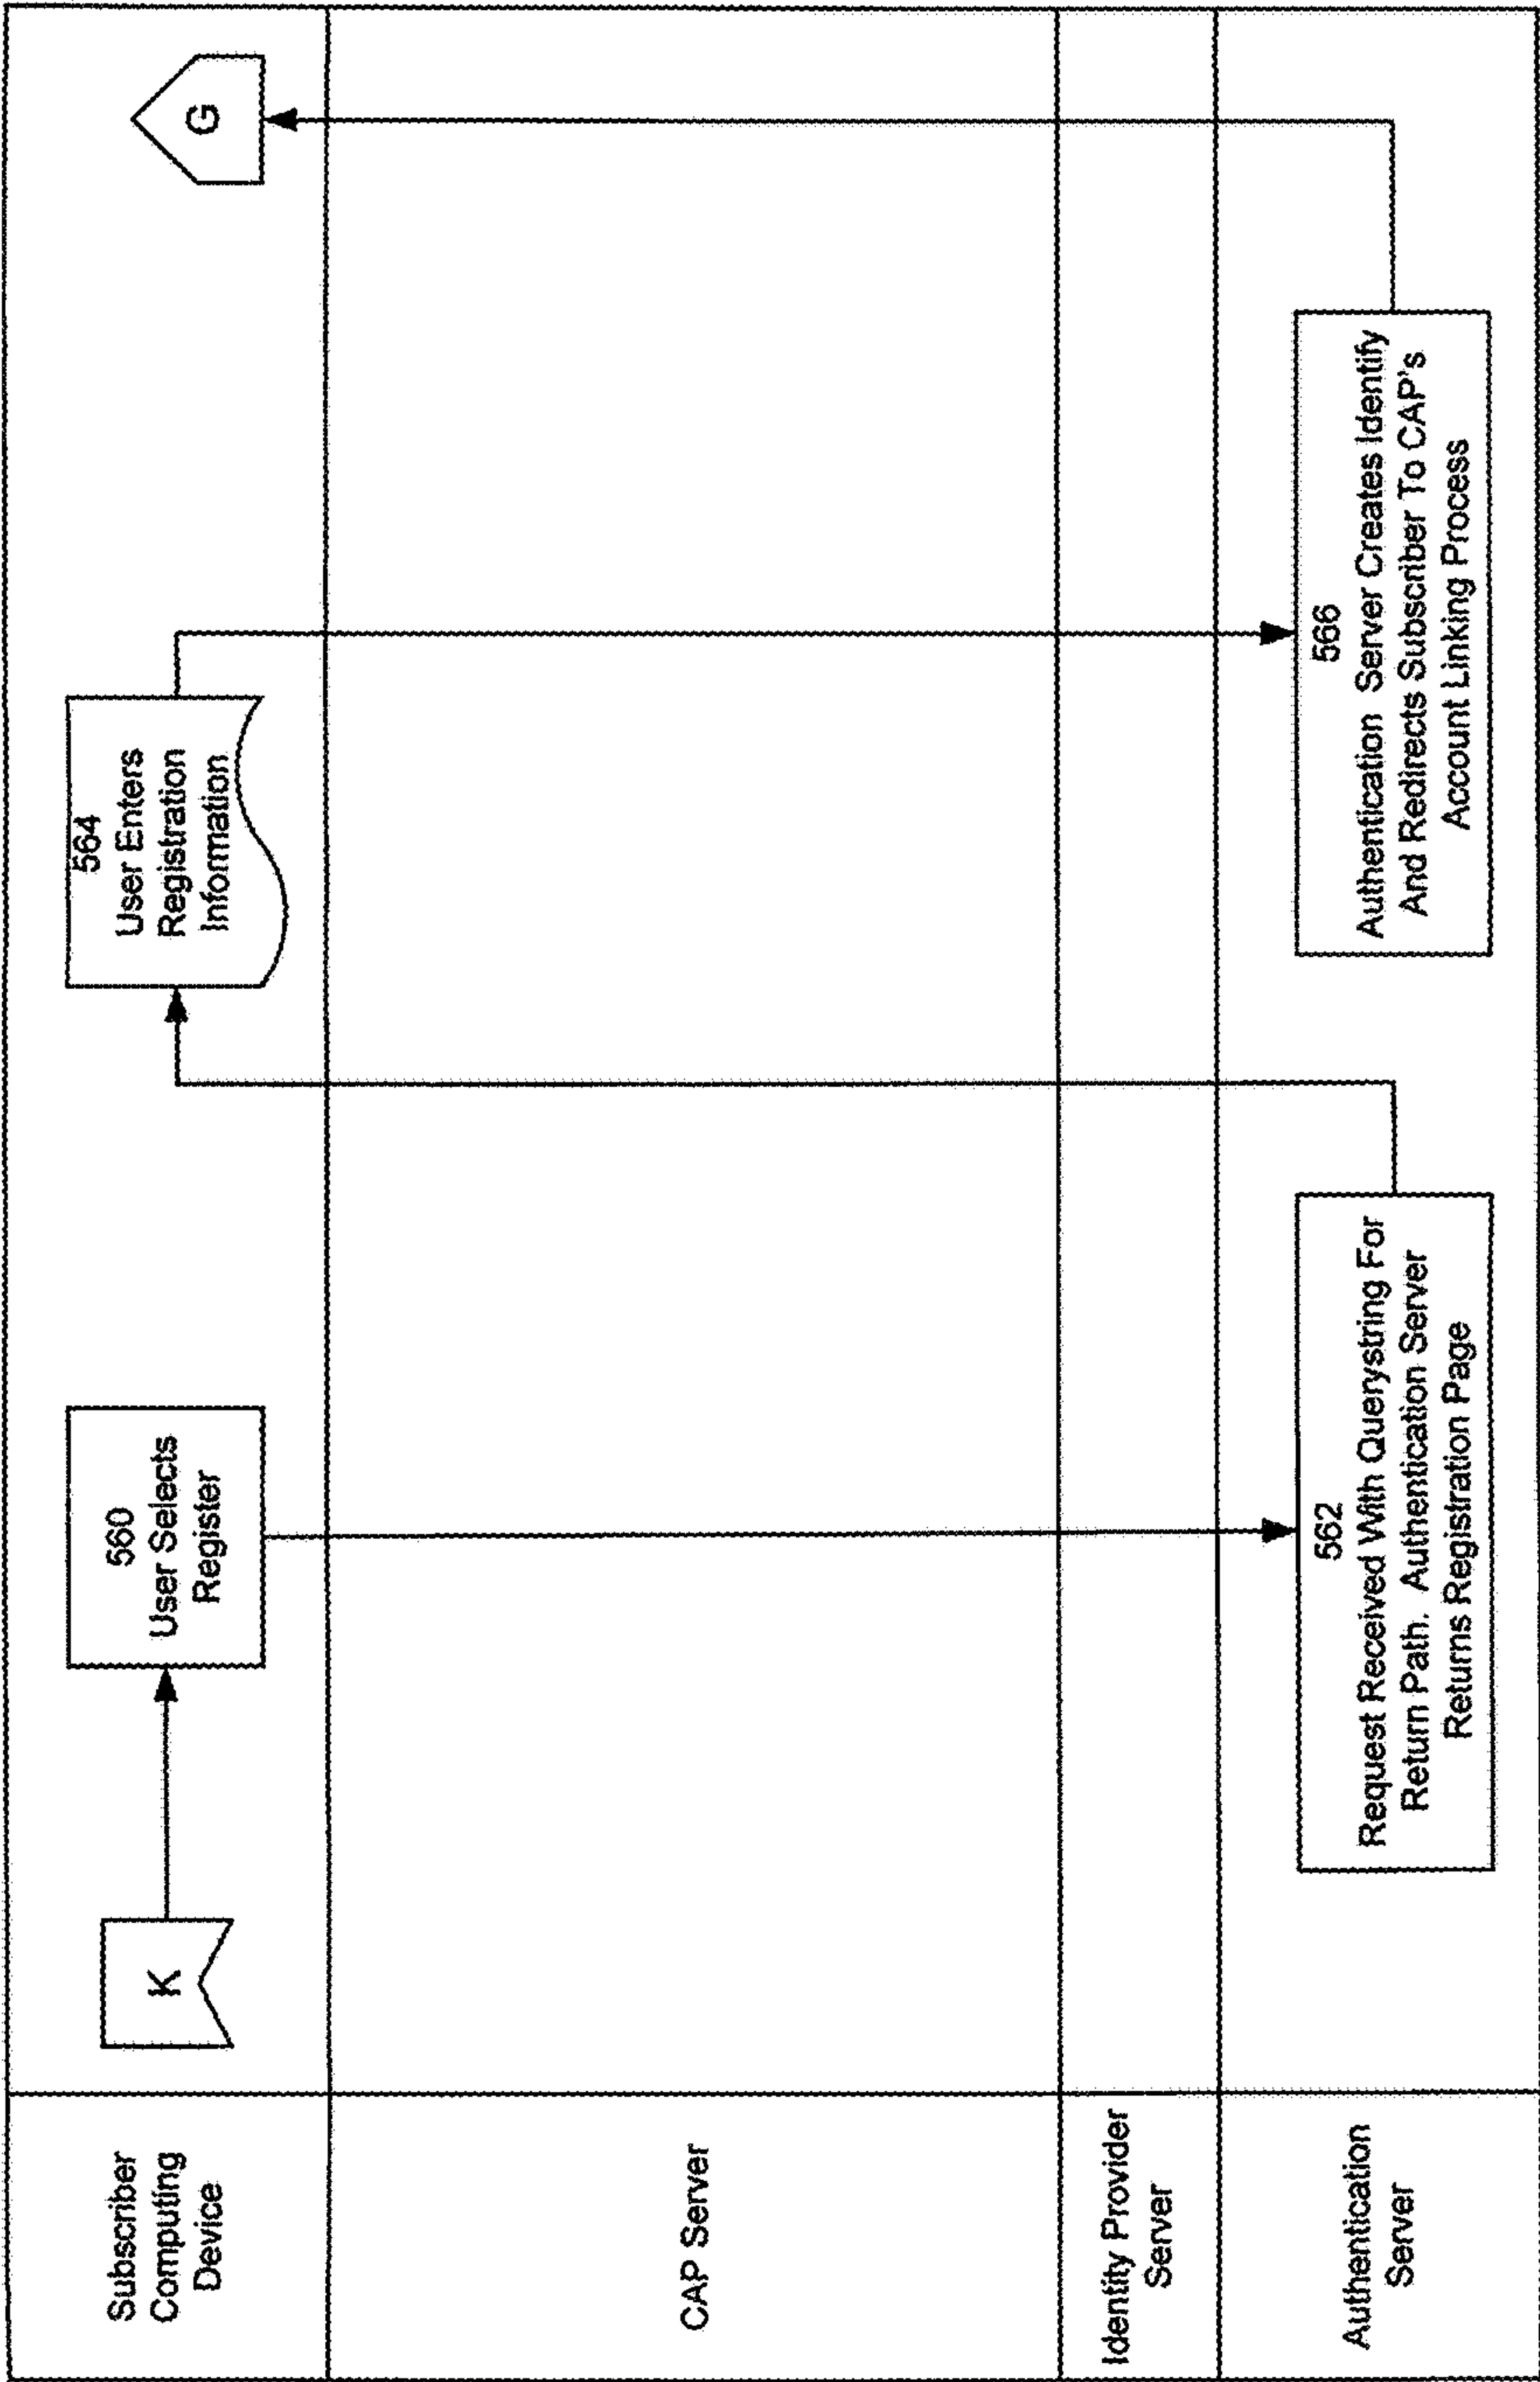 Subscriber
Computing
Device
K
560
User Selects
Register
564
User Enters
Registration
Information
G
CAP Server
Identity Provider
Server
Authentication
Server
562
Request Received With Querystring For
Return Path. Authentication Server
Returns Registration Page
566
Authentication Server Creates Identify
And Redirects Subscriber To CAP's
Account Linking Process